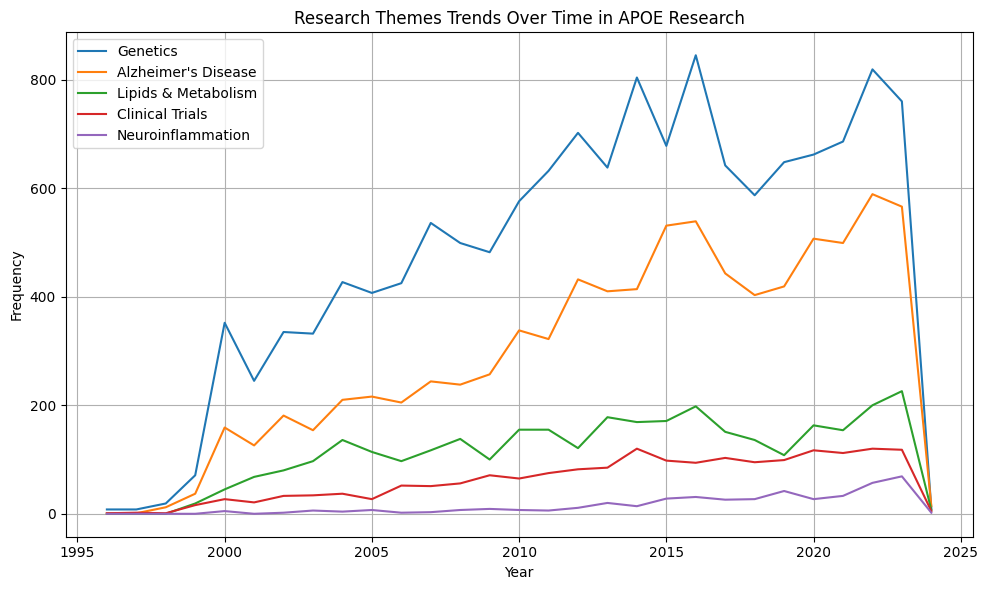 Research Themes Trends Over Time in APOE Research
Genetics
Alzheimer's Disease
Lipids & Metabolism
Clinical Trials
Neuroinflammation
Frequency
800
600
400
200
0
1995 2000 2005 2010 2015 2020 2025
Year